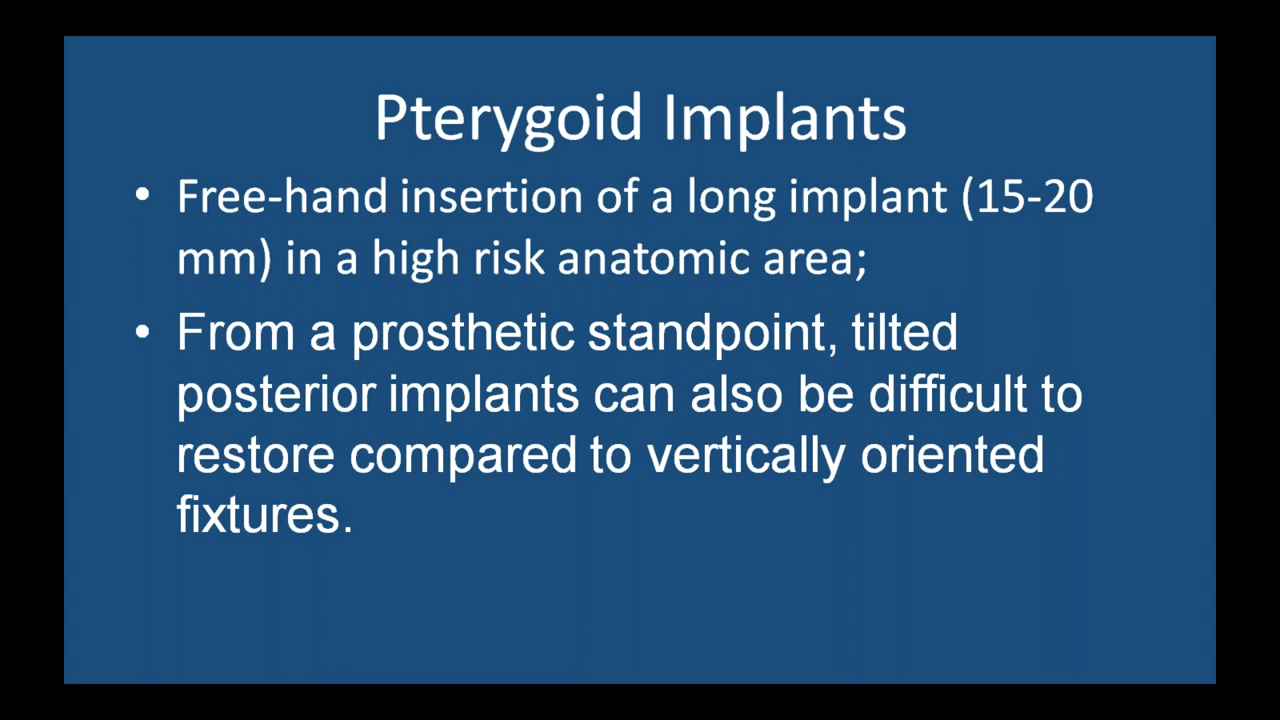 Pterygoid Implants
• Free-hand insertion of a long implant (15-20
mm) in a high risk anatomic area;
• From a prosthetic standpoint, tilted
posterior implants can also be difficult to
restore compared to vertically oriented
fixtures.